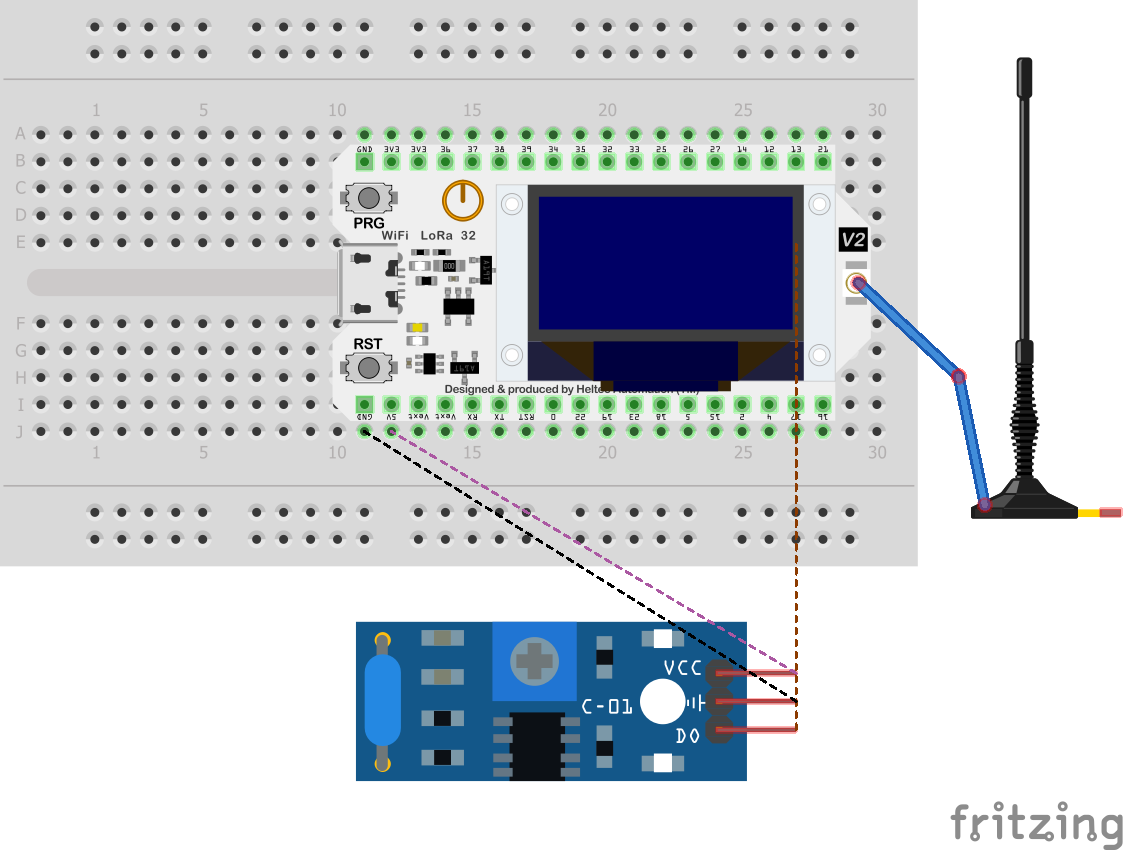 1 5 10 15 20 25 30
A
GND 3V3 3V3 36 37 38 39 34 35 32 33 25 26 27 14 12 13 21
B
C
PRG
D
WiFi LoRa 32
V2
E
F
RST
G
H
Designed & produced by Heltec Automation (TM)
I
GND 5V Vext Vext RX TX RST 0 22 19 23 18 5 15 2 4 17 16
J
1 5 10 15 20 25 30
VCC
C-01
DO
fritzing